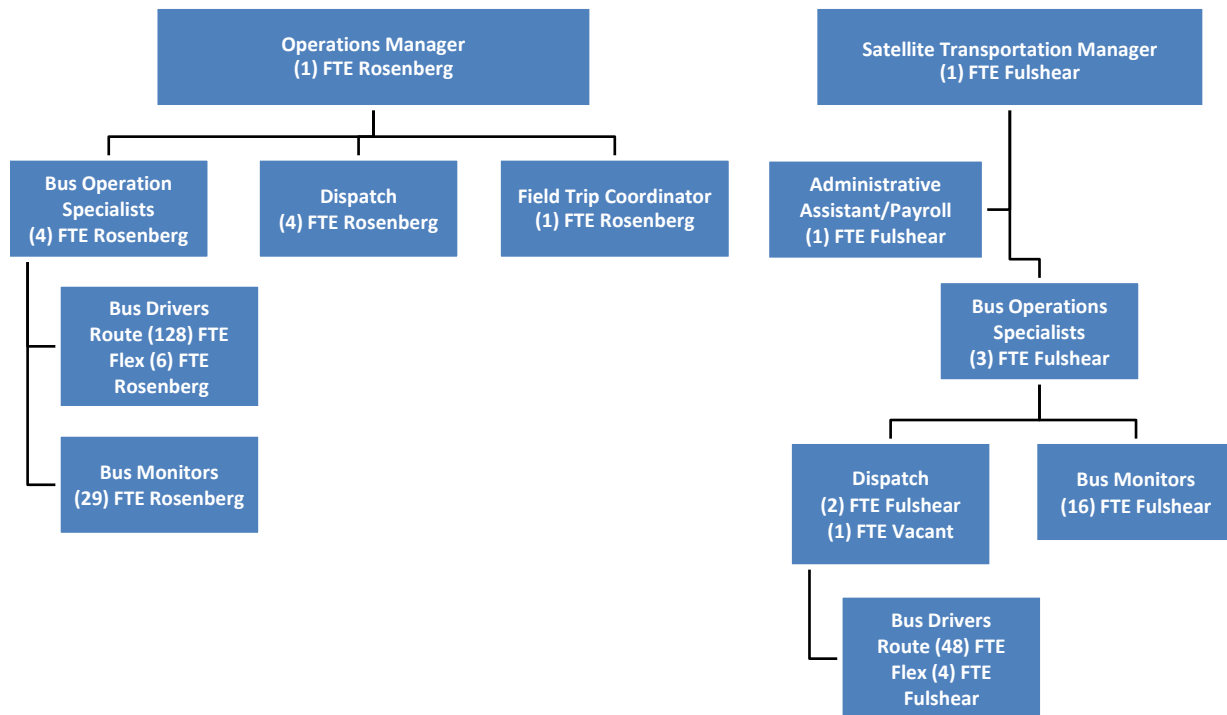 Operations Manager
(1) FTE Rosenberg
Satellite Transportation Manager
(1) FTE Fulshear
Bus Operation
Specialists
(4) FTE Rosenberg
Dispatch
(4) FTE Rosenberg
Field Trip Coordinator
(1) FTE Rosenberg
Administrative
Assistant/Payroll
(1) FTE Fulshear
Bus Drivers
Route (128) FTE
Flex (6) FTE
Rosenberg
Bus Operations
Specialists
(3) FTE Fulshear
Bus Monitors
(29) FTE Rosenberg
Dispatch
(2) FTE Fulshear
(1) FTE Vacant
Bus Monitors
(16) FTE Fulshear
Bus Drivers
Route (48) FTE
Flex (4) FTE
Fulshear